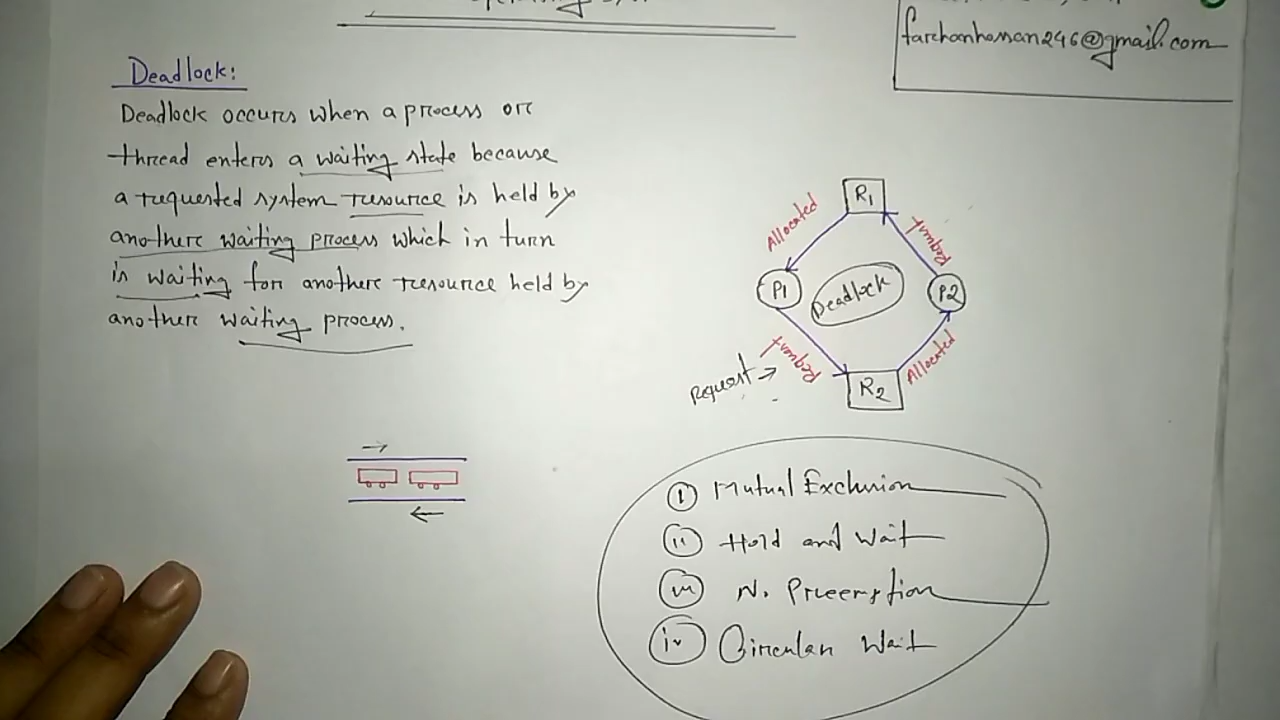 farehanhassan246@gmail.com
Deadlock:
Deadlock occurs when a process or
thread enters a waiting state because
a requested system resource is held by
another waiting process which in turn
is waiting for another resource held by
another waiting process.
R1
Allocated
Request
P1
Deadlock
P2
Request
Request
Allocated
R2
i Mutual Exclusion
ii Hold and Wait
iii No Preemption
iv Circular Wait